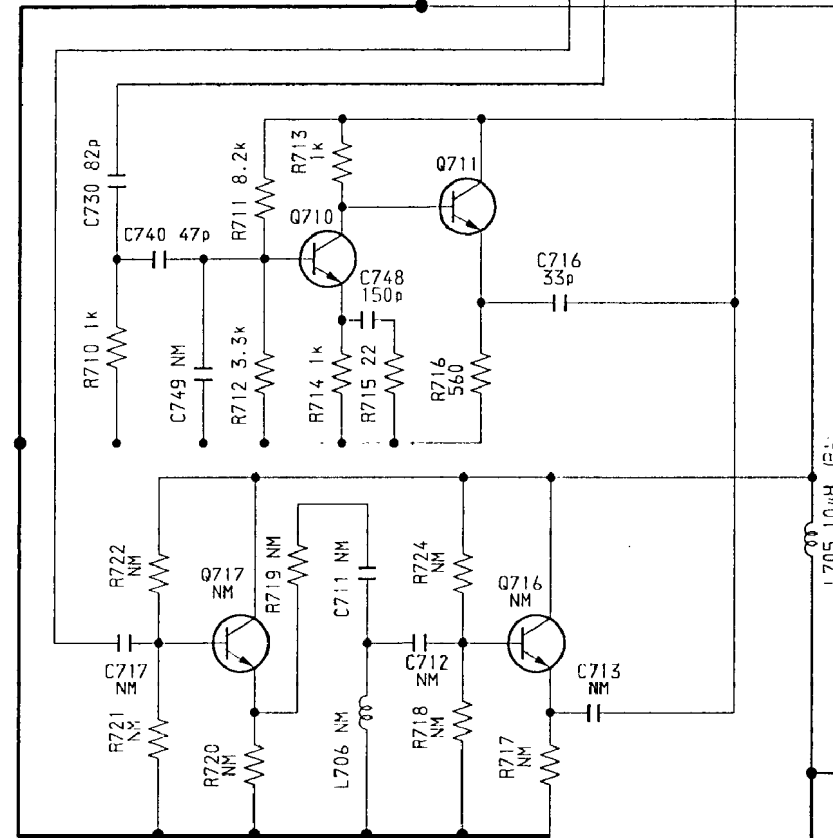 C730 82p
R711 8.2k
R713
1k
Q711
Q710
C740 47p
C748
150p
C716
33p
R710 1k
C749 NM
R712 3.3k
R714 1k
R715 22
R716
560
L705 10µH
R722
NM
Q717
NM
R719 NM
C711 NM
R724
NM
Q716
NM
C717
NM
C712
NM
C713
NM
R721
NM
R720
NM
L706 NM
R718
NM
R717
NM